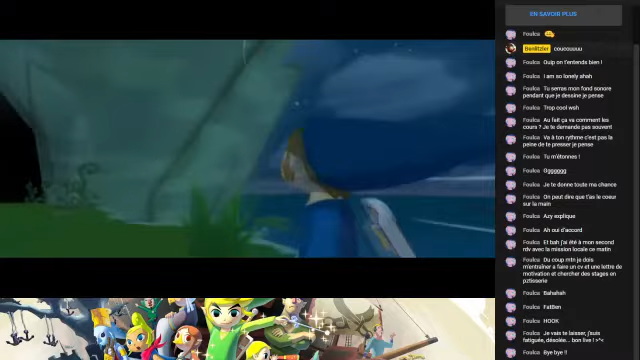 EN SAVOIR PLUS
Foulca
Benlitzler coucouuuu
Foulca Ouip on t'entends bien !
Foulca I am so lonely ahah
Foulca Tu serras mon fond sonore
pendant que je dessine je pense
Foulca Trop cool wsh
Foulca Au fait ça va comment les
cours ? Je te demande pas souvent
Foulca Va à ton rythme c'est pas la
peine de te presser je pense
Foulca Tu m'étonnes !
Foulca Ggggggg
Foulca Je te donne toute ma chance
Foulca On peut dire que t'as le coeur
sur la main
Foulca Azy explique
Foulca Ah oui d'accord
Foulca Et bah j'ai été à mon second
rdv avec la mission locale ce matin
Foulca Du coup mtn je dois
m'entraîner a faire un cv et une lettre de
motivation et chercher des stages en
pztisserie
Foulca Bahahah
Foulca FatBen
Foulca HOOK
Foulca Je vais te laisser, j'suis
fatiguée, désolée... bon live ! >^<
Foulca Bye bye !!